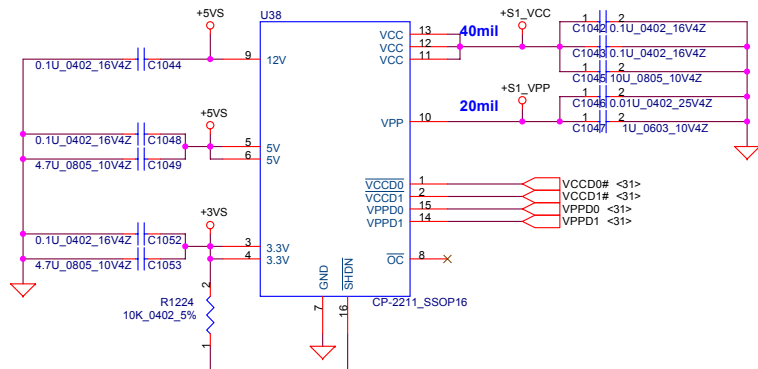 +5VS
U38
+S1_VCC
13
VCC
40mil
1
2
C1042
0.1U_0402_16V4Z
12
VCC
1
2
C1043
0.1U_0402_16V4Z
0.1U_0402_16V4Z
C1044
9
12V
11
VCC
1
2
C1045
10U_0805_10V4Z
+5VS
+S1_VPP
1
2
C1046
0.01U_0402_25V4Z
20mil
10
VPP
1
2
C1047
1U_0603_10V4Z
0.1U_0402_16V4Z
C1048
5
5V
4.7U_0805_10V4Z
C1049
6
5V
VCCD0
1
VCCD0# <31>
VCCD1
2
VCCD1# <31>
VPPD0
15
VPPD0 <31>
VPPD1
14
VPPD1 <31>
+3VS
0.1U_0402_16V4Z
C1052
3
3.3V
4.7U_0805_10V4Z
C1053
4
3.3V
OC
8
GND
SHDN
2
R1224
10K_0402_5%
1
7
16
CP-2211_SSOP16